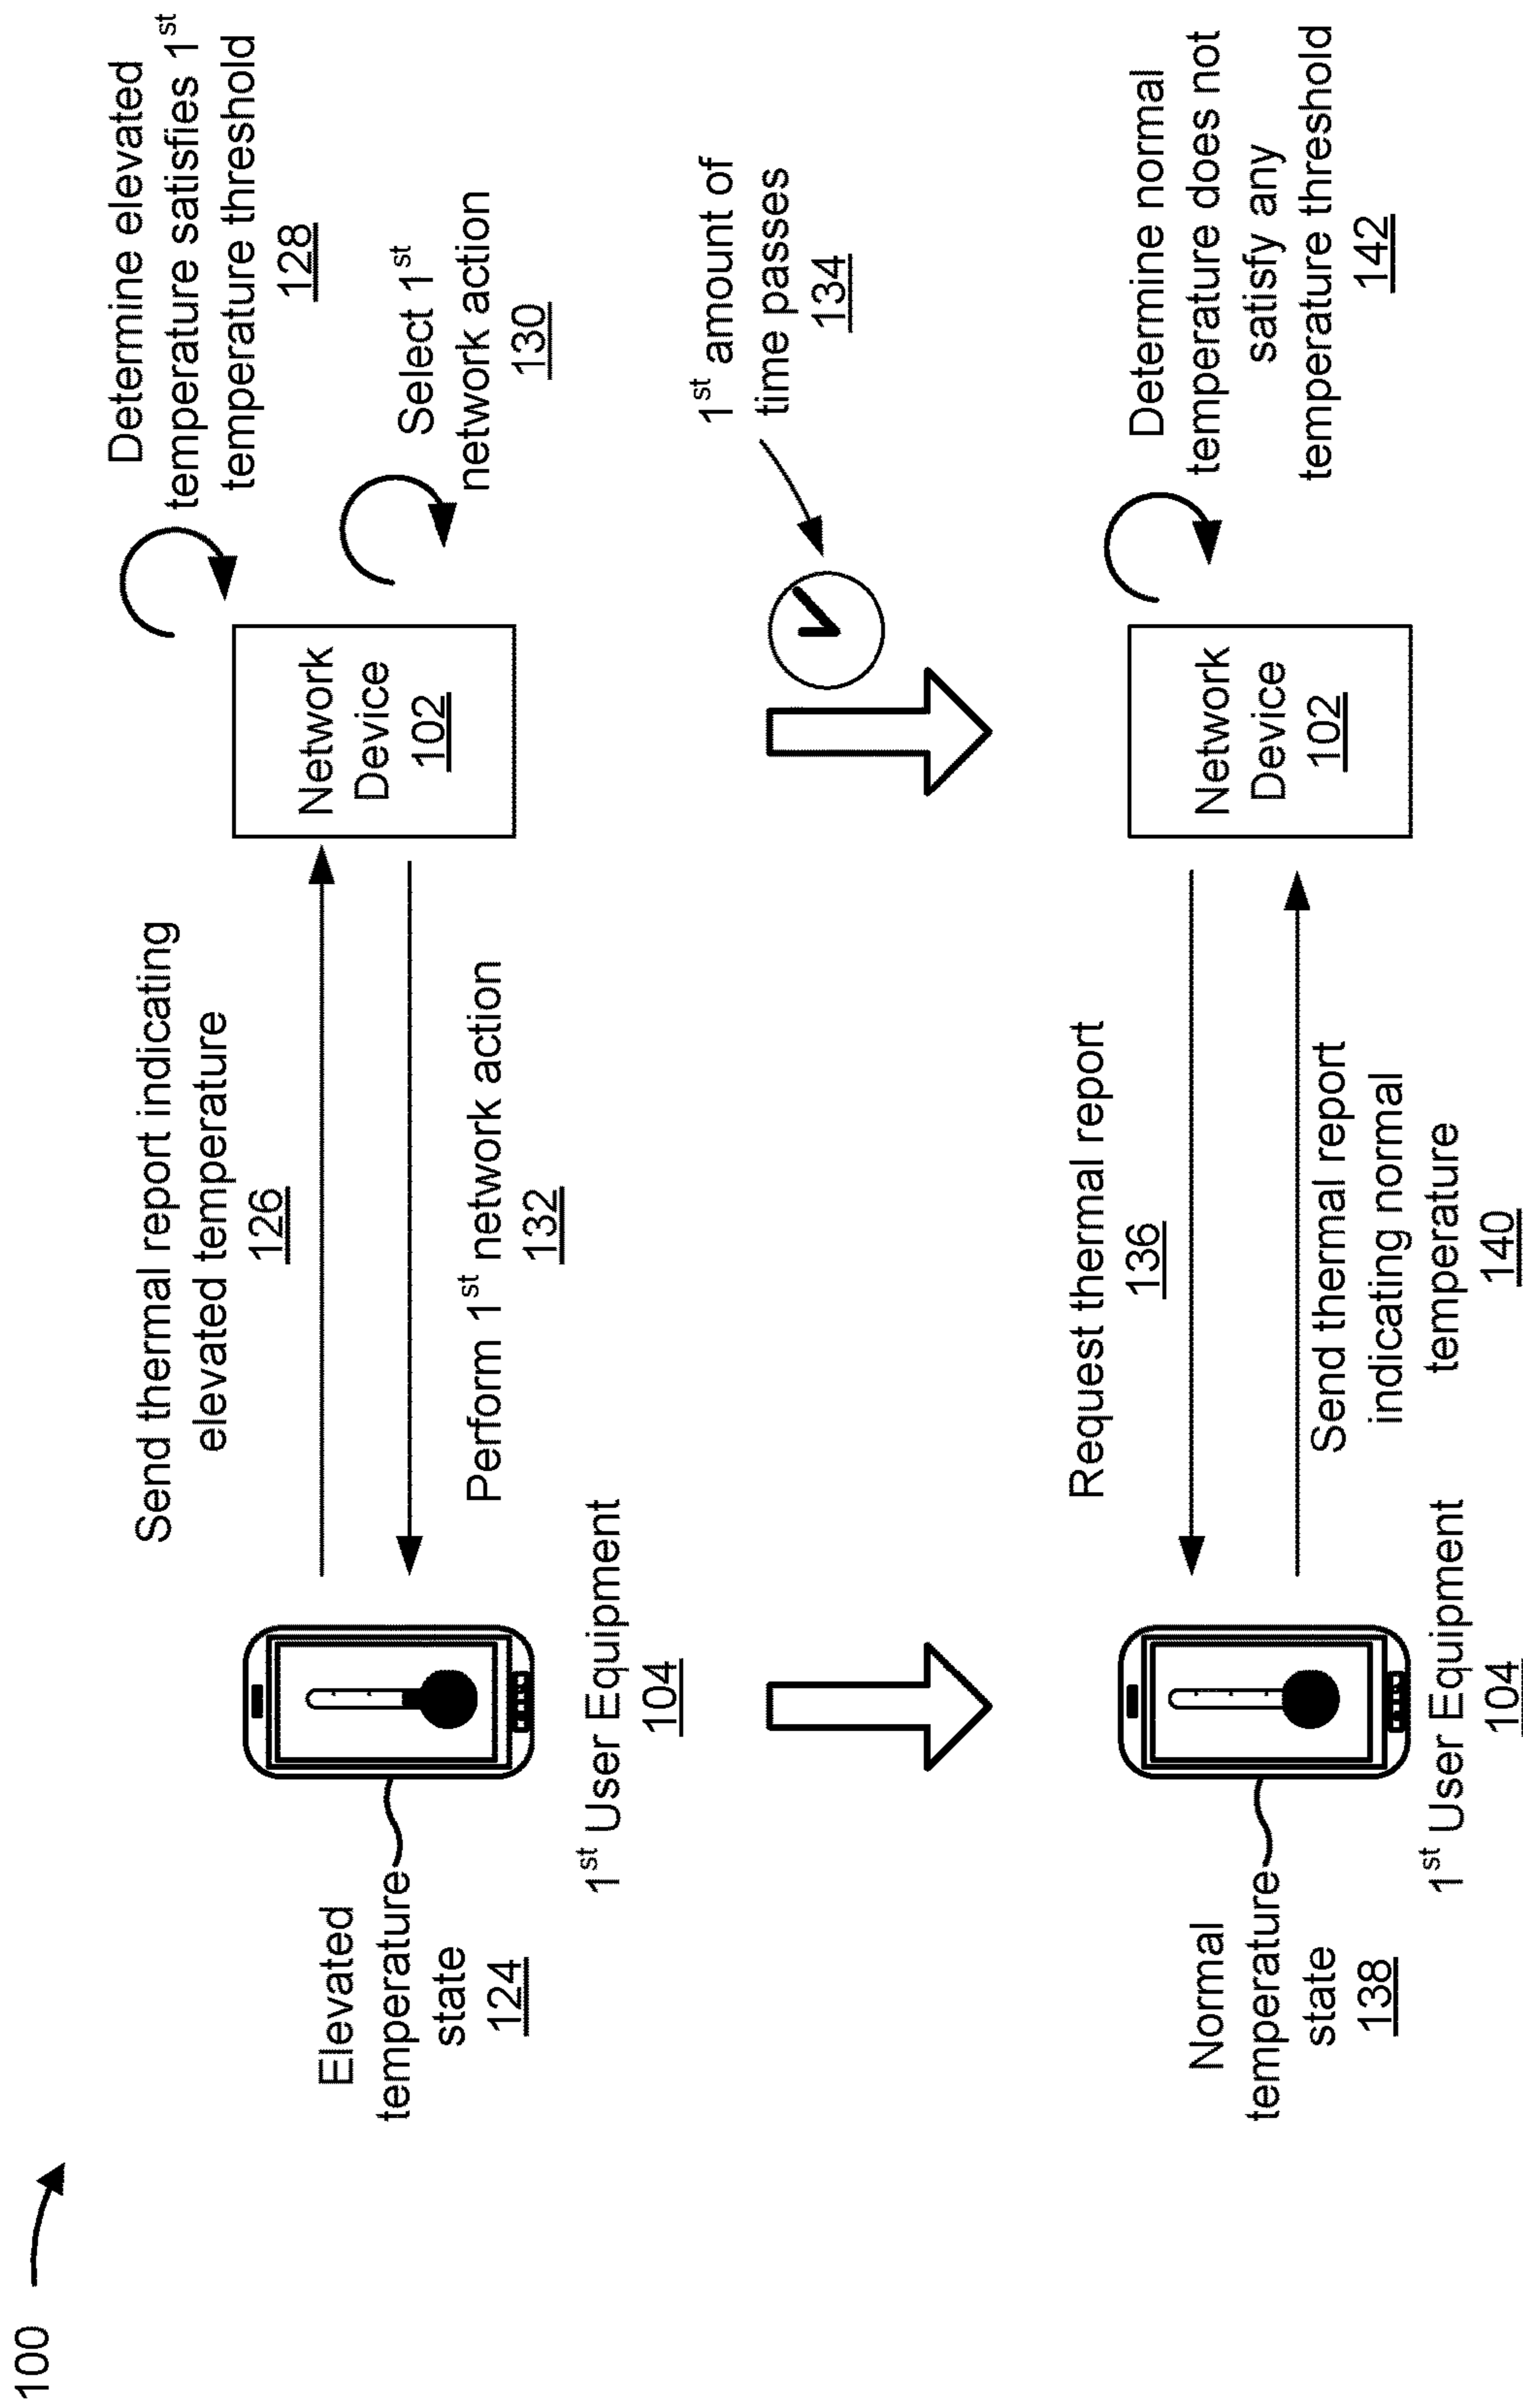 100
Elevated
temperature
state
124
1st User Equipment
104
Send thermal report indicating
elevated temperature
126
Perform 1st network action
132
Network
Device
102
Determine elevated
temperature satisfies 1st
temperature threshold
128
Select 1st
network action
130
1st amount of
time passes
134
Normal
temperature
state
138
1st User Equipment
104
Request thermal report
136
Send thermal report
indicating normal
temperature
140
Network
Device
102
Determine normal
temperature does not
satisfy any
temperature threshold
142